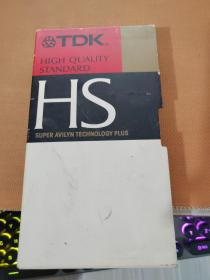 TDK
HIGH QUALITY
STANDARD
HS
SUPER AVILYN TECHNOLOGY PLUS